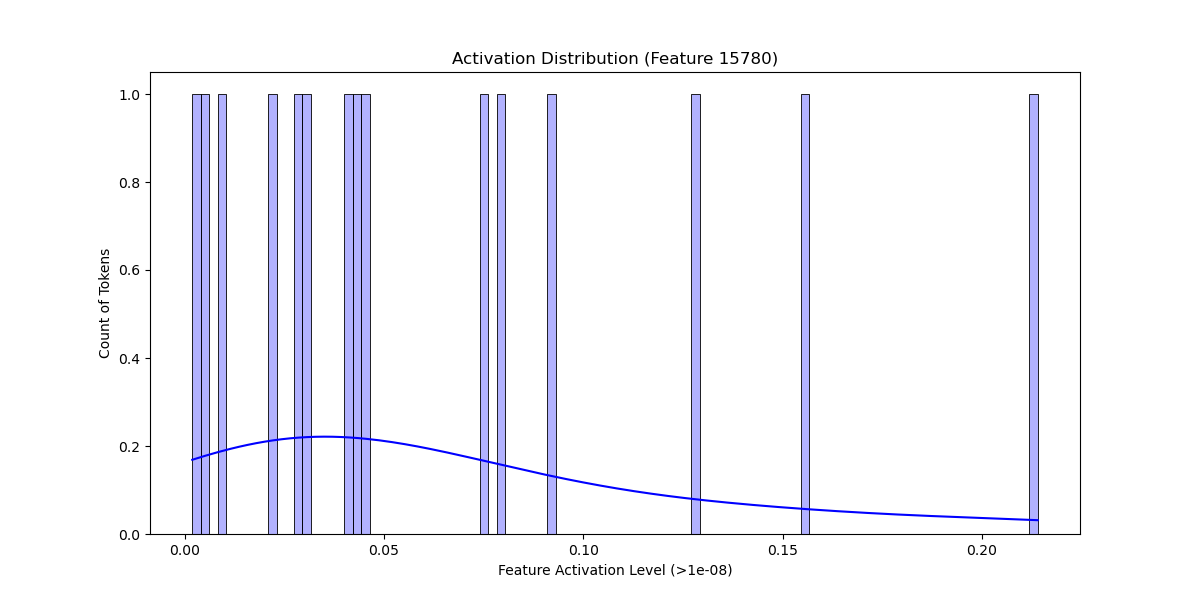 Activation Distribution (Feature 15780)
Count of Tokens
1.0
0.8
0.6
0.4
0.2
0.0
0.00 0.05 0.10 0.15 0.20
Feature Activation Level (>1e-08)